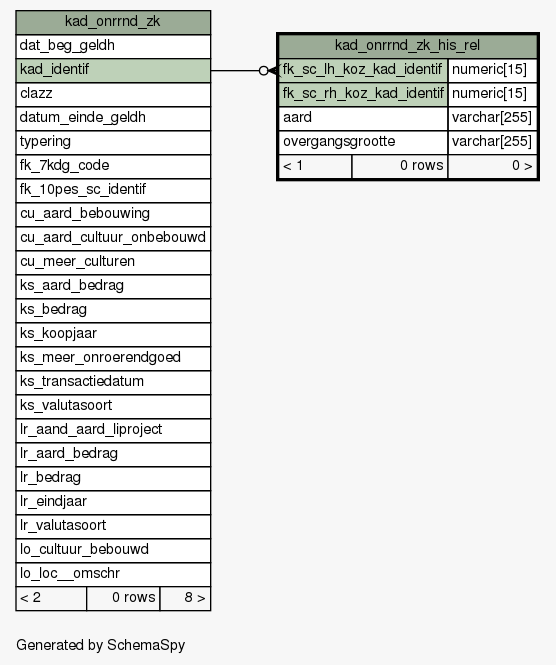 kad_onrrnd_zk
dat_beg_geldh
kad_identif
clazz
datum_einde_geldh
typering
fk_7kdg_code
fk_10pes_sc_identif
cu_aard_bebouwing
cu_aard_cultuur_onbebouwd
cu_meer_culturen
ks_aard_bedrag
ks_bedrag
ks_koopjaar
ks_meer_onroerendgoed
ks_transactiedatum
ks_valutasoort
lr_aand_aard_liproject
lr_aard_bedrag
lr_bedrag
lr_eindjaar
lr_valutasoort
lo_cultuur_bebouwd
lo_loc__omschr
< 2 0 rows 8 >
kad_onrrnd_zk_his_rel
fk_sc_lh_koz_kad_identif numeric[15]
fk_sc_rh_koz_kad_identif numeric[15]
aard varchar[255]
overgangsgrootte varchar[255]
< 1 0 rows 0 >
Generated by SchemaSpy